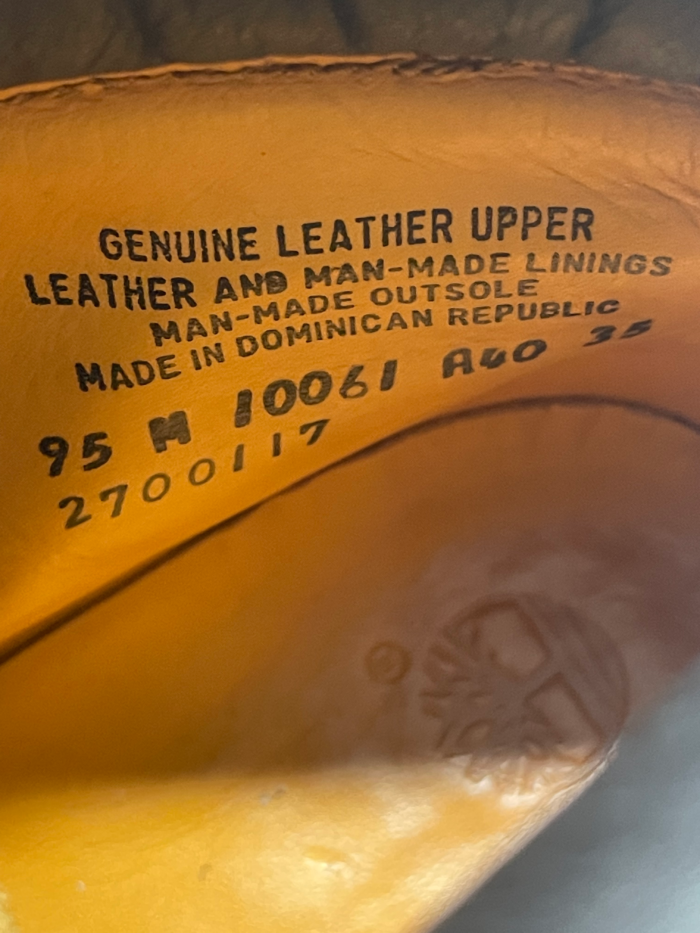 GENUINE LEATHER UPPER
LEATHER AND MAN-MADE LININGS
MAN-MADE OUTSOLE
MADE IN DOMINICAN REPUBLIC
95 M 10061 A40 35
2700117
®